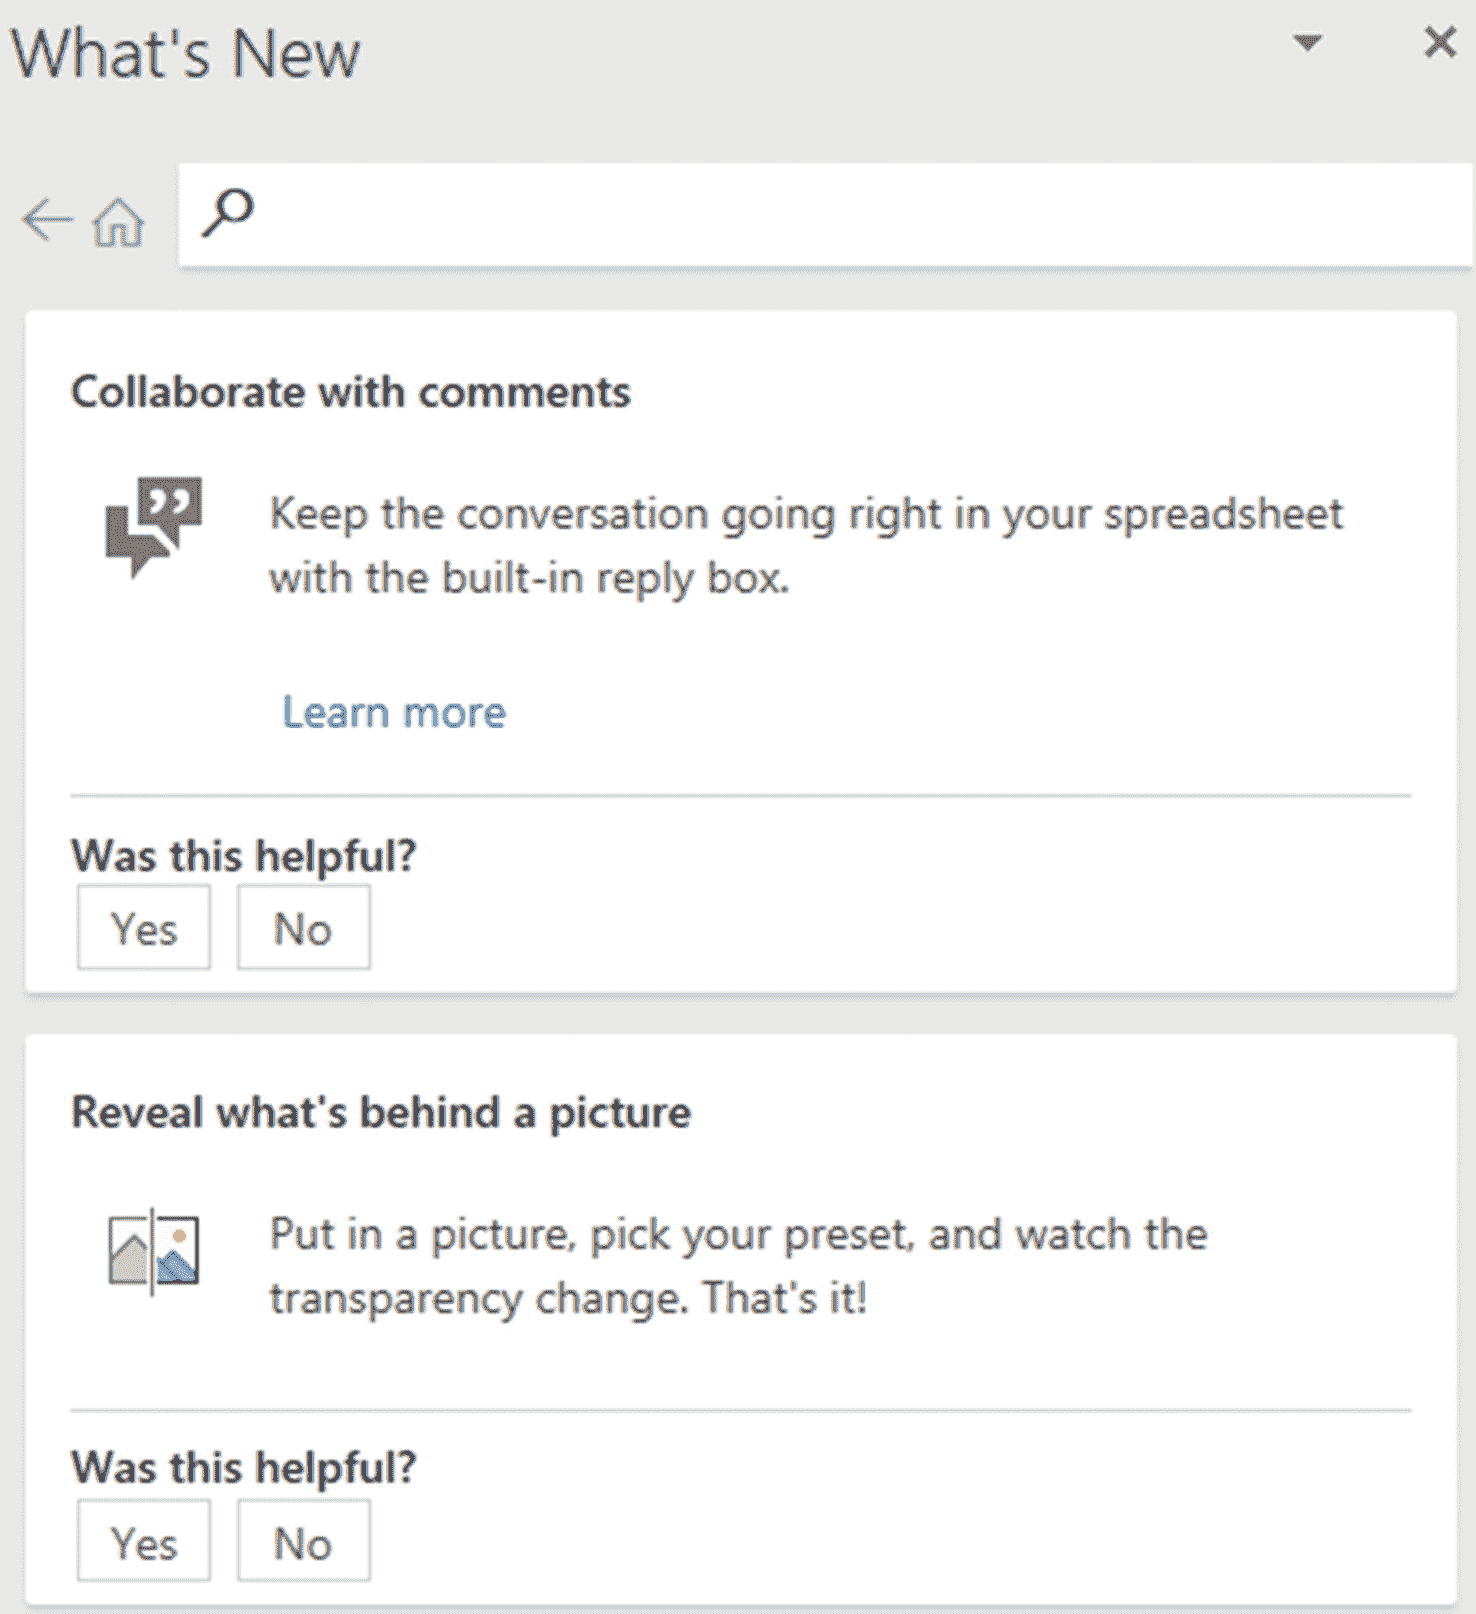 What's New
Collaborate with comments
Keep the conversation going right in your spreadsheet
with the built-in reply box.
Learn more
Was this helpful?
Yes No
Reveal what's behind a picture
Put in a picture, pick your preset, and watch the
transparency change. That's it!
Was this helpful?
Yes No